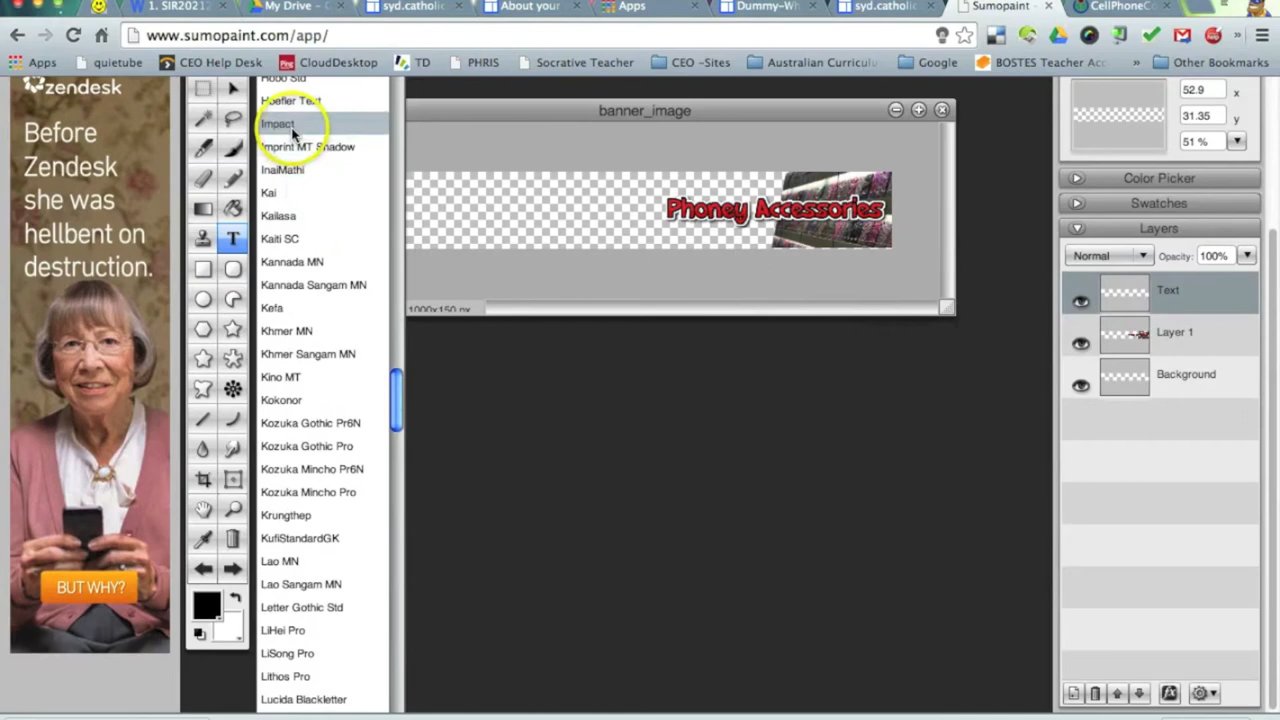 1. SIR20212
My Drive -
syd.catholic
About your
Apps
Dummy-W
syd.catholic
Sumopaint -
CellPhoneC
www.sumopaint.com/app/
Apps quietube CEO Help Desk CloudDesktop TD PHRIS Socrative Teacher CEO -Sites Australian Curricul Google BOSTES Teacher Ac » Other Bookmarks
zendesk
Before
Zendesk
she was
hellbent on
destruction.
BUT WHY?
T
Hobo Std
Hoefler Text
Impact
Imprint MT Shadow
InaiMathi
Kai
Kailasa
Kaiti SC
Kannada MN
Kannada Sangam MN
Kefa
Khmer MN
Khmer Sangam MN
Kino MT
Kokonor
Kozuka Gothic Pr6N
Kozuka Gothic Pro
Kozuka Mincho Pr6N
Kozuka Mincho Pro
Krungthep
KufiStandardGK
Lao MN
Lao Sangam MN
Letter Gothic Std
LiHei Pro
LiSong Pro
Lithos Pro
Lucida Blackletter
banner_image
Phoney Accessories
1000x150 px
52.9 x
31.35 y
51 %
Color Picker
Swatches
Layers
Normal Opacity: 100%
Text
Layer 1
Background